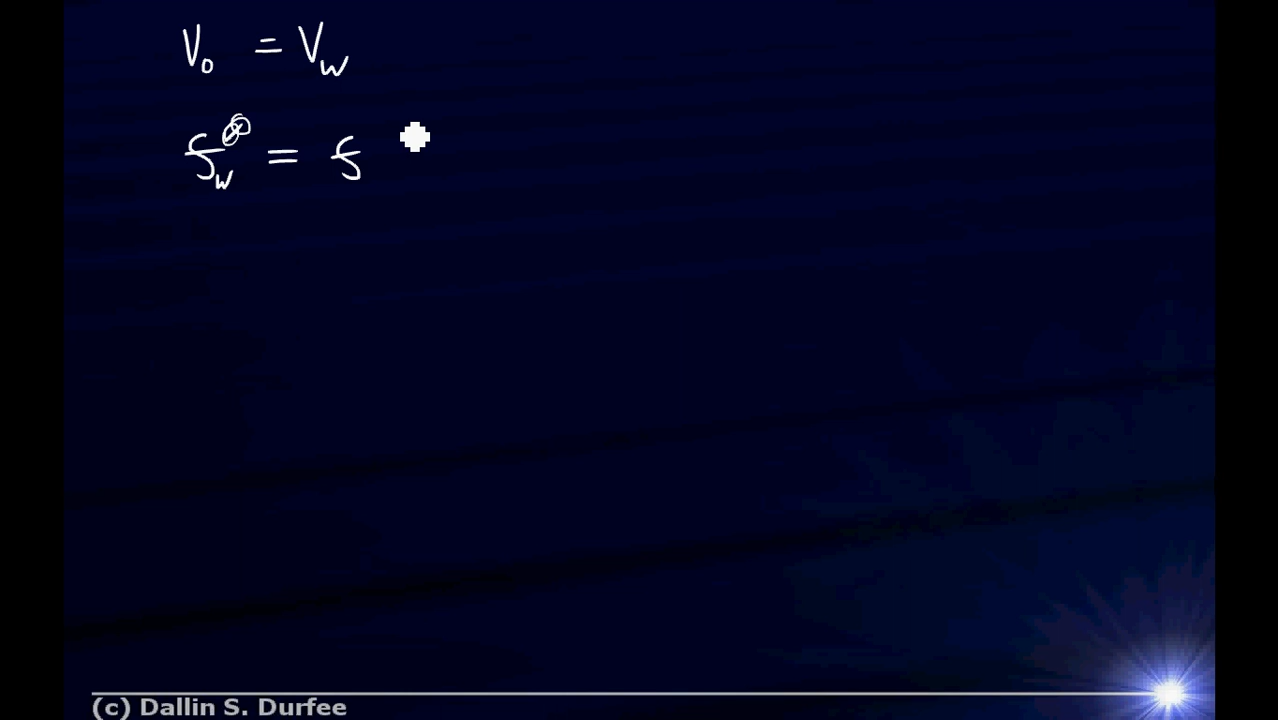 V₀ = V_w
f_w = f
(c) Dallin S. Durfee